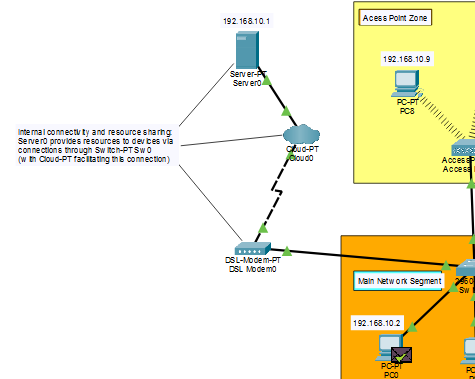 192.168.10.1
Server-PT
Server0
Internal connectivity and resource sharing:
Server0 provides resources to devices via
connections through Switch-PT Sw0
(with Cloud-PT facilitating this connection)
Cloud-PT
Cloud0
DSL-Modem-PT
DSL Modem0
Acess Point Zone
192.168.10.9
PC-PT
PC8
Access
Main Network Segment
192.168.10.2
PC-PT
PC0